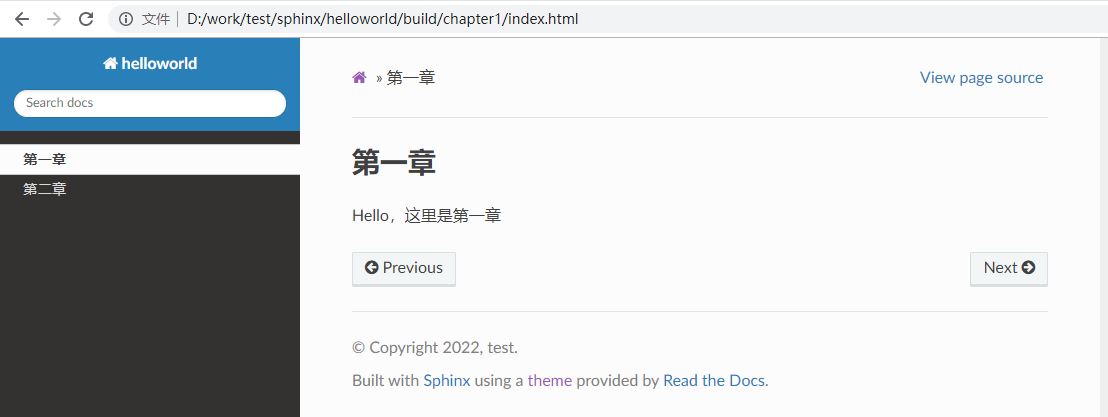 文件 D:/work/test/sphinx/helloworld/build/chapter1/index.html
helloworld
Search docs
第一章
第二章
» 第一章
View page source
第一章
Hello，这里是第一章
Previous
Next
© Copyright 2022, test.
Built with Sphinx using a theme provided by Read the Docs.